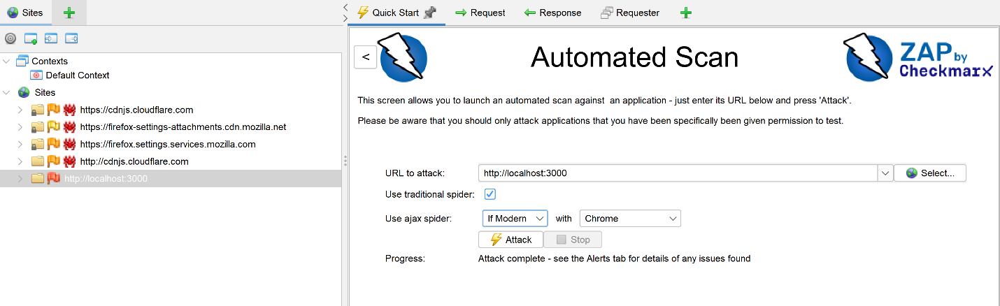 Sites
Quick Start
Request
Response
Requester
<
Automated Scan
ZAP by
Checkmarx
Contexts
Default Context
Sites
https://cdnjs.cloudflare.com
https://firefox-settings-attachments.cdn.mozilla.net
https://firefox.settings.services.mozilla.com
http://cdnjs.cloudflare.com
http://localhost:3000
This screen allows you to launch an automated scan against  an application - just enter its URL below and press 'Attack'.
Please be aware that you should only attack applications that you have been specifically been given permission to test.
URL to attack:
http://localhost:3000
Select...
Use traditional spider:
Use ajax spider:
If Modern
with
Chrome
Attack
Stop
Progress:
Attack complete - see the Alerts tab for details of any issues found